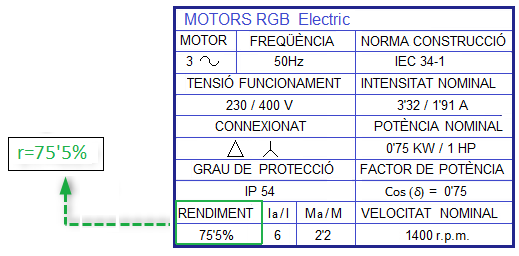 MOTORS RGB Electric
MOTOR FREQÜÈNCIA NORMA CONSTRUCCIÓ
3 50Hz IEC 34-1
TENSIÓ FUNCIONAMENT INTENSITAT NOMINAL
230 / 400 V 3'32 / 1'91 A
CONNEXIONAT POTÈNCIA NOMINAL
0'75 KW / 1 HP
GRAU DE PROTECCIÓ FACTOR DE POTÈNCIA
IP 54 Cos (δ) = 0'75
RENDIMENT Ia / I Ma / M VELOCITAT NOMINAL
75'5% 6 2'2 1400 r.p.m.
r=75'5%